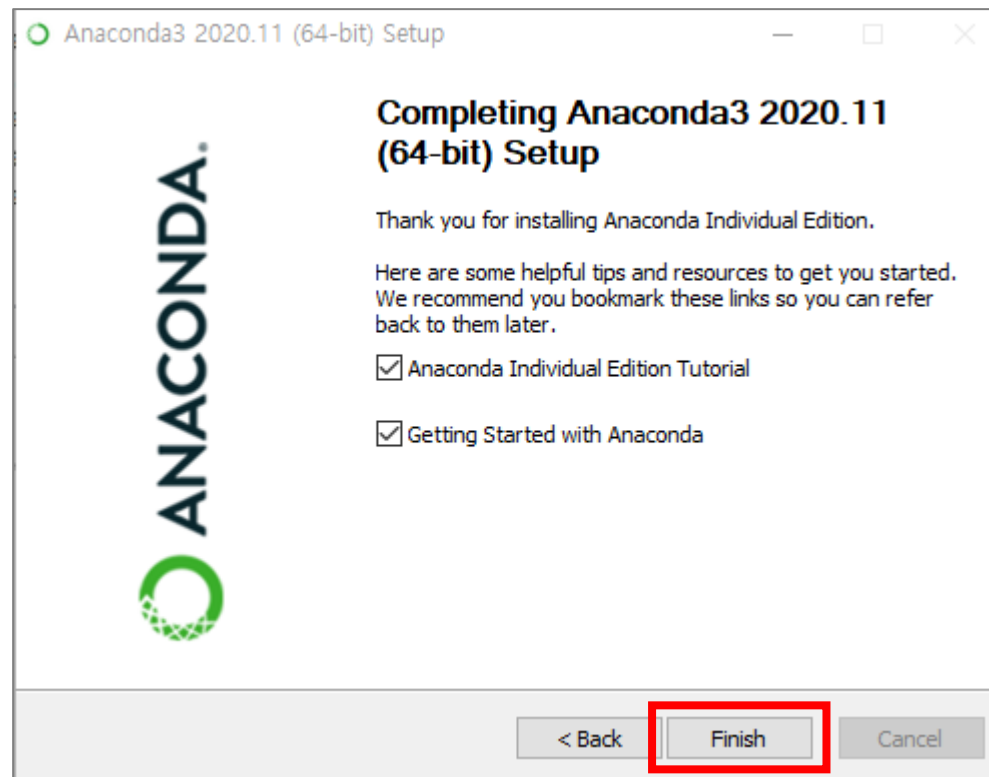 Anaconda3 2020.11 (64-bit) Setup
Completing Anaconda3 2020.11
(64-bit) Setup
Thank you for installing Anaconda Individual Edition.
Here are some helpful tips and resources to get you started.
We recommend you bookmark these links so you can refer
back to them later.
Anaconda Individual Edition Tutorial
Getting Started with Anaconda
ANACONDA.
< Back
Finish
Cancel